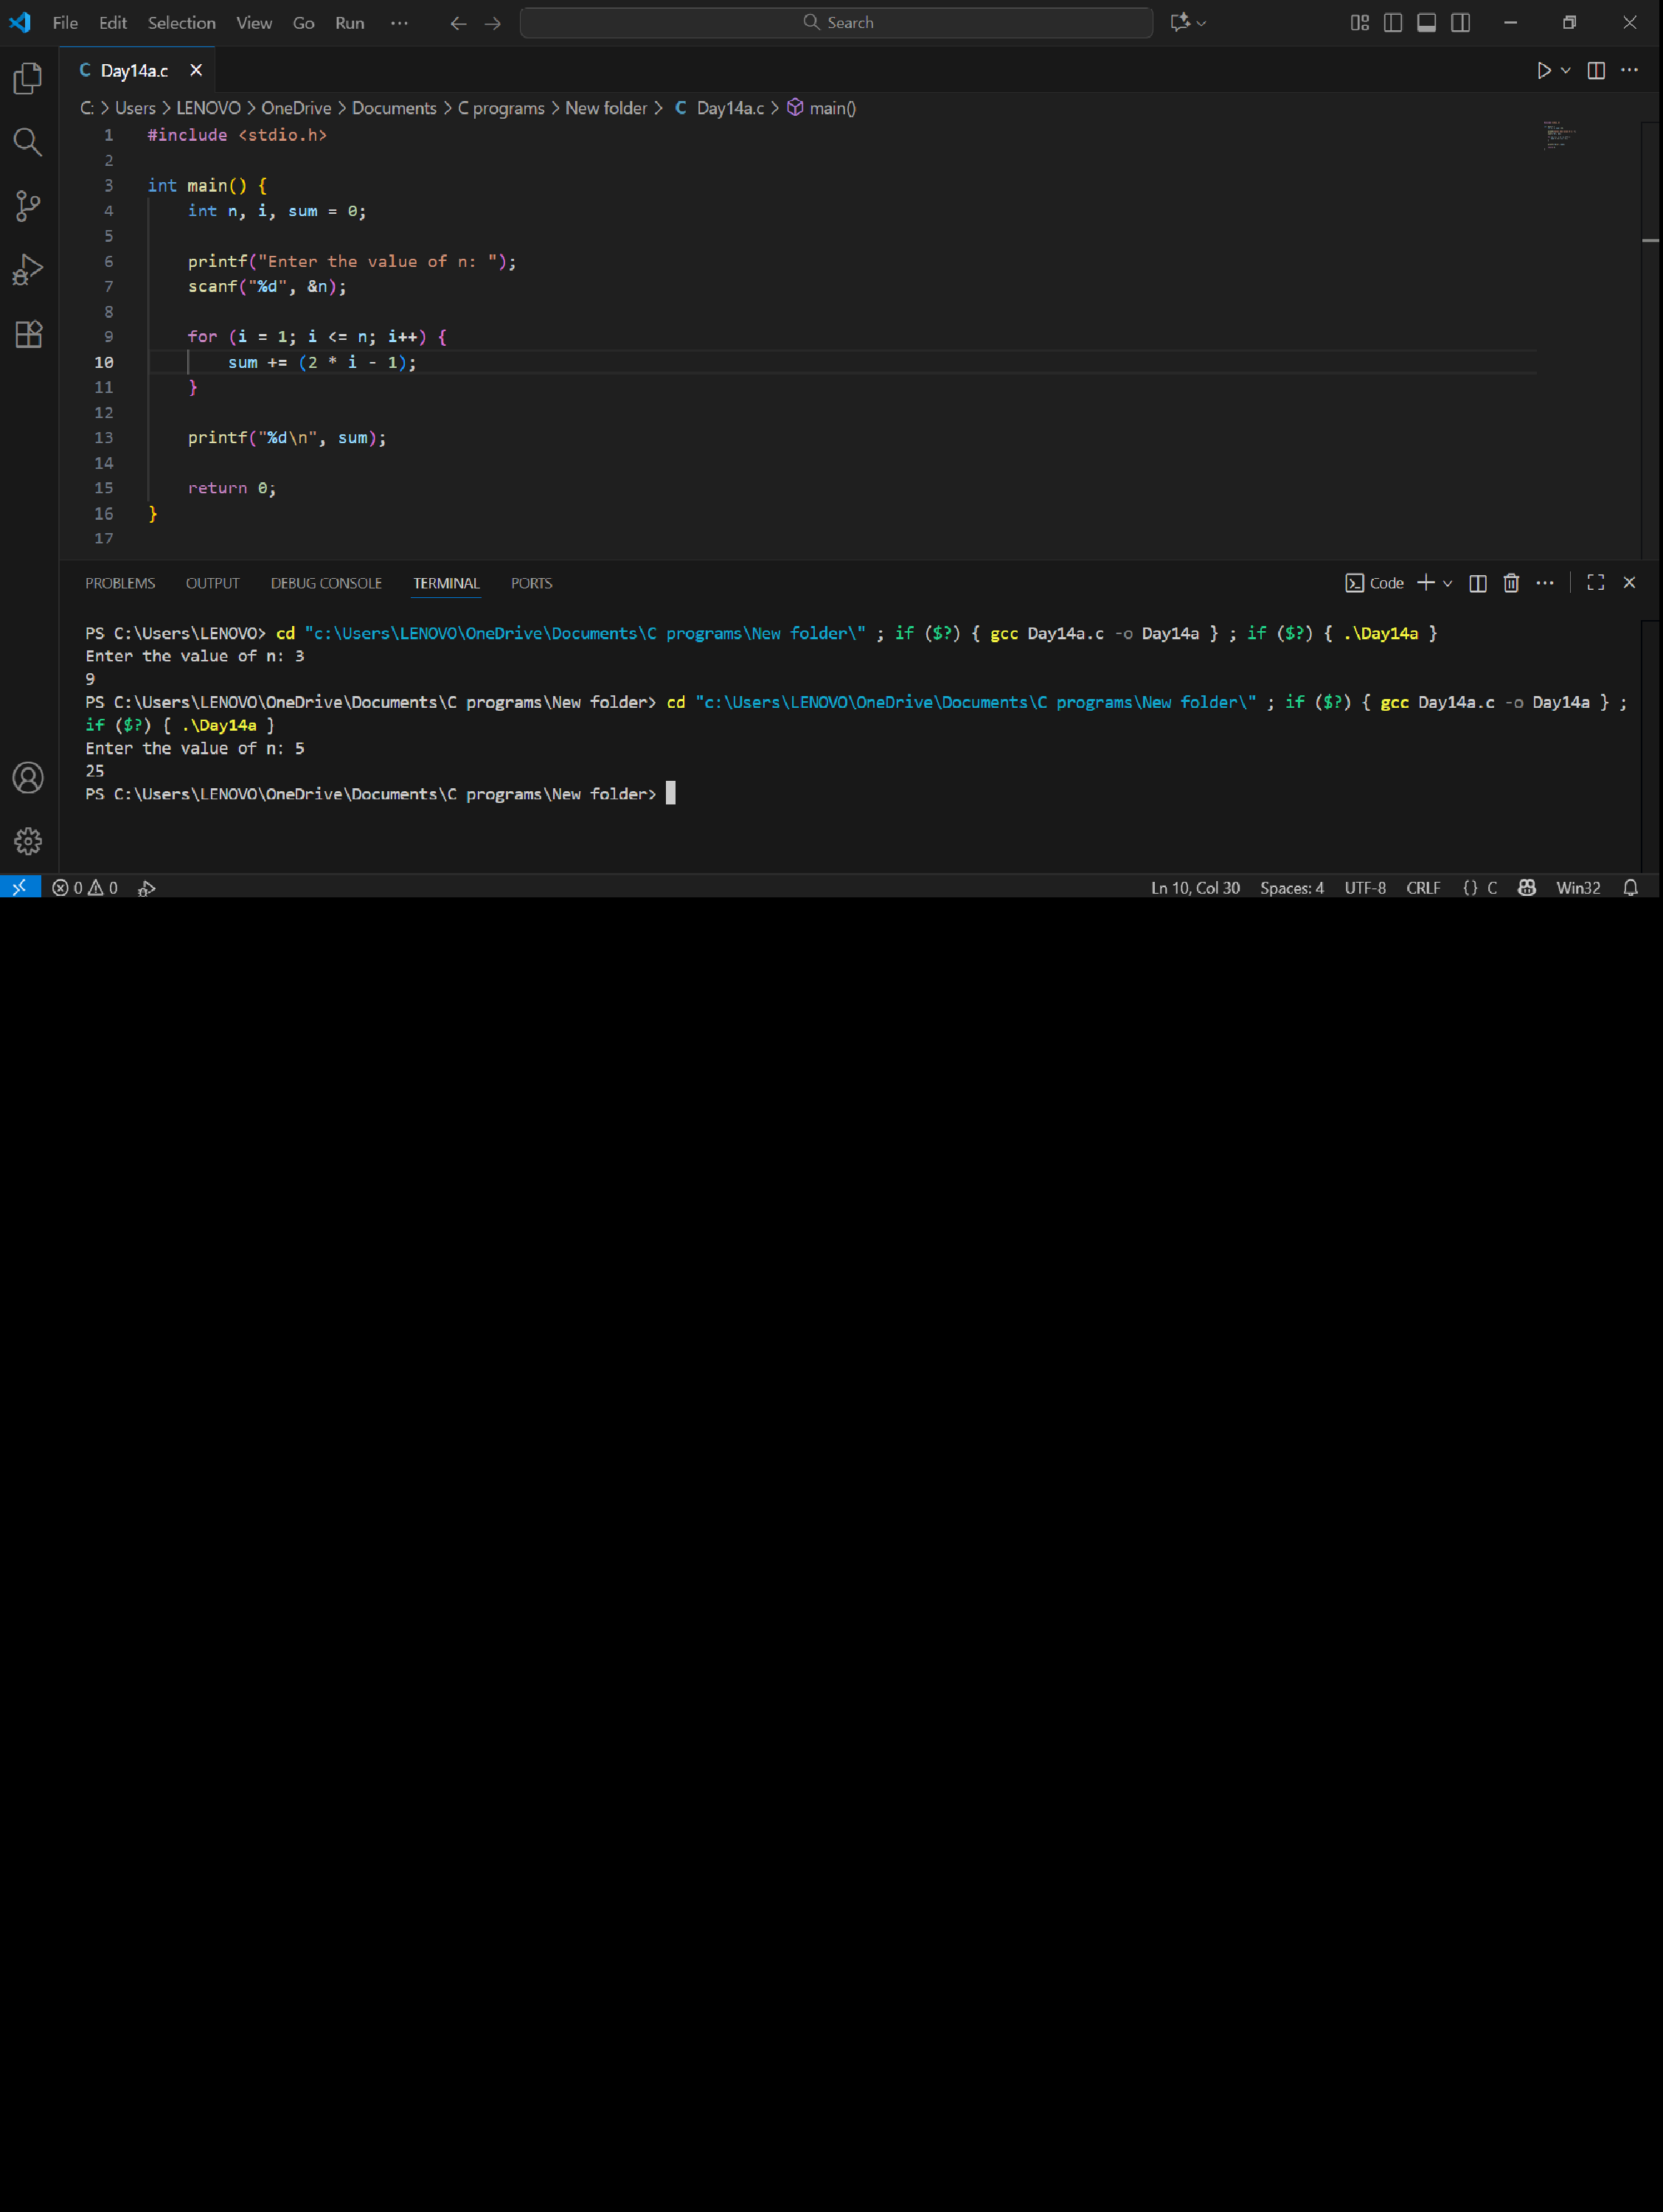 File Edit Selection View Go Run ··· Search
C Day14a.c
C: > Users > LENOVO > OneDrive > Documents > C programs > New folder > C Day14a.c > main()
1 #include <stdio.h>
2
3 int main() {
4     int n, i, sum = 0;
5
6     printf("Enter the value of n: ");
7     scanf("%d", &n);
8
9     for (i = 1; i <= n; i++) {
10         sum += (2 * i - 1);
11     }
12
13     printf("%d\n", sum);
14
15     return 0;
16 }
17
PROBLEMS OUTPUT DEBUG CONSOLE TERMINAL PORTS Code
PS C:\Users\LENOVO> cd "c:\Users\LENOVO\OneDrive\Documents\C programs\New folder\" ; if ($?) { gcc Day14a.c -o Day14a } ; if ($?) { .\Day14a }
Enter the value of n: 3
9
PS C:\Users\LENOVO\OneDrive\Documents\C programs\New folder> cd "c:\Users\LENOVO\OneDrive\Documents\C programs\New folder\" ; if ($?) { gcc Day14a.c -o Day14a } ;
if ($?) { .\Day14a }
Enter the value of n: 5
25
PS C:\Users\LENOVO\OneDrive\Documents\C programs\New folder>
0 0 Ln 10, Col 30 Spaces: 4 UTF-8 CRLF {} C Win32